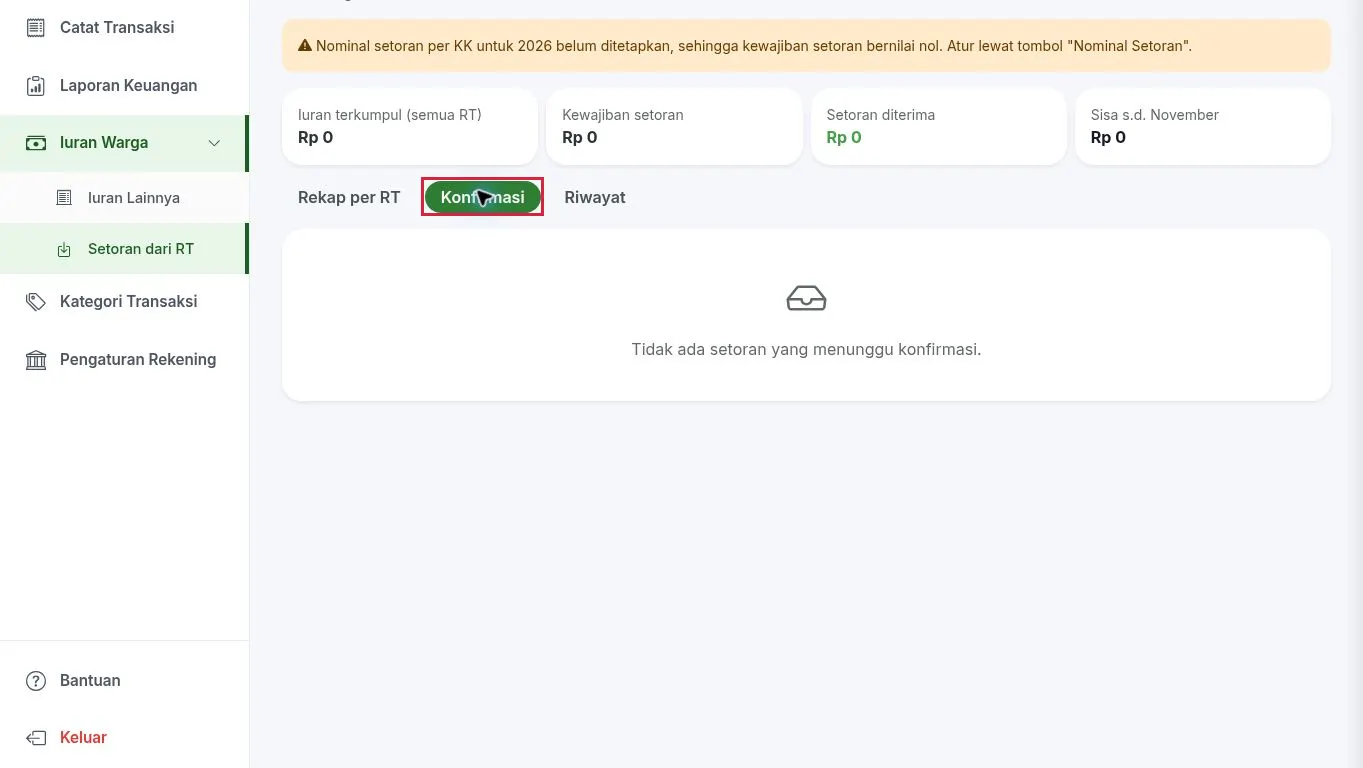 Catat Transaksi
Laporan Keuangan
Iuran Warga
Iuran Lainnya
Setoran dari RT
Kategori Transaksi
Pengaturan Rekening
Bantuan
Keluar
Nominal setoran per KK untuk 2026 belum ditetapkan, sehingga kewajiban setoran bernilai nol. Atur lewat tombol "Nominal Setoran".
Iuran terkumpul (semua RT)
Rp 0
Kewajiban setoran
Rp 0
Setoran diterima
Rp 0
Sisa s.d. November
Rp 0
Rekap per RT
Konfirmasi
Riwayat
Tidak ada setoran yang menunggu konfirmasi.